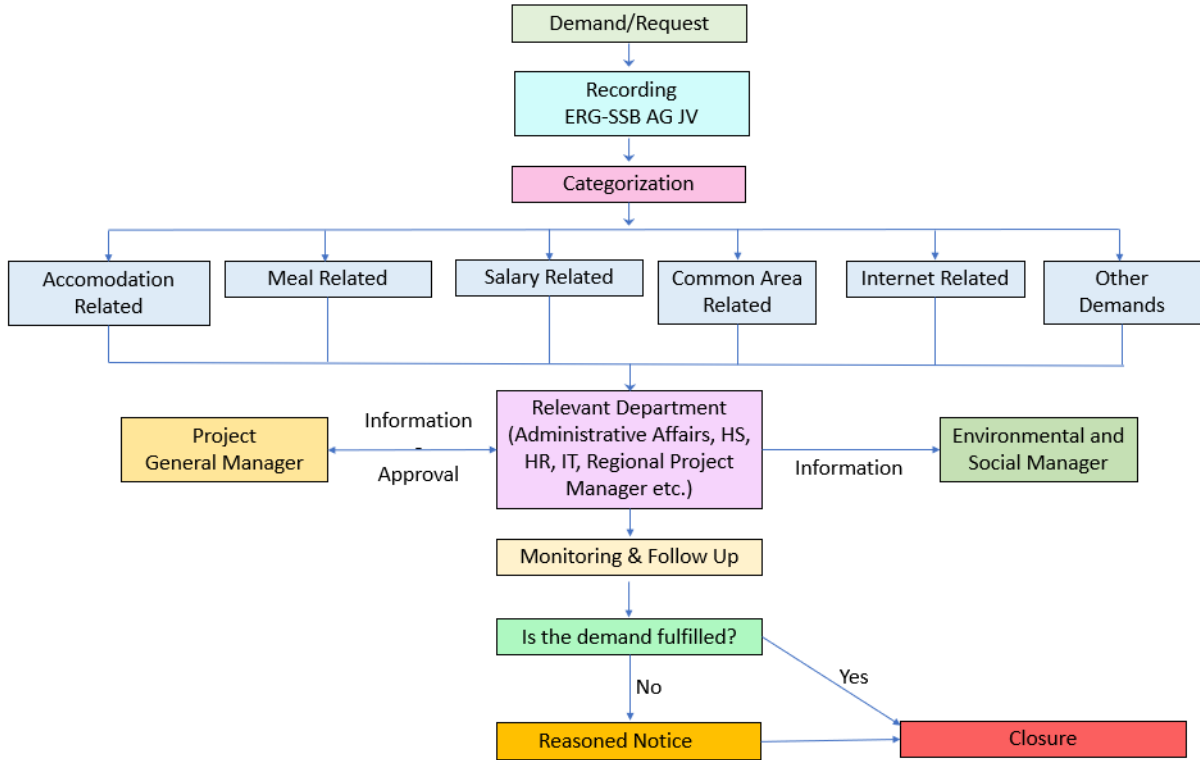 Demand/Request
Recording
ERG-SSB AG JV
Categorization
Accomodation
Related
Meal Related
Salary Related
Common Area
Related
Internet Related
Other
Demands
Project
General Manager
Information
-
Approval
Relevant Department
(Administrative Affairs, HS,
HR, IT, Regional Project
Manager etc.)
Information
Environmental and
Social Manager
Monitoring & Follow Up
Is the demand fulfilled?
Yes
No
Reasoned Notice
Closure